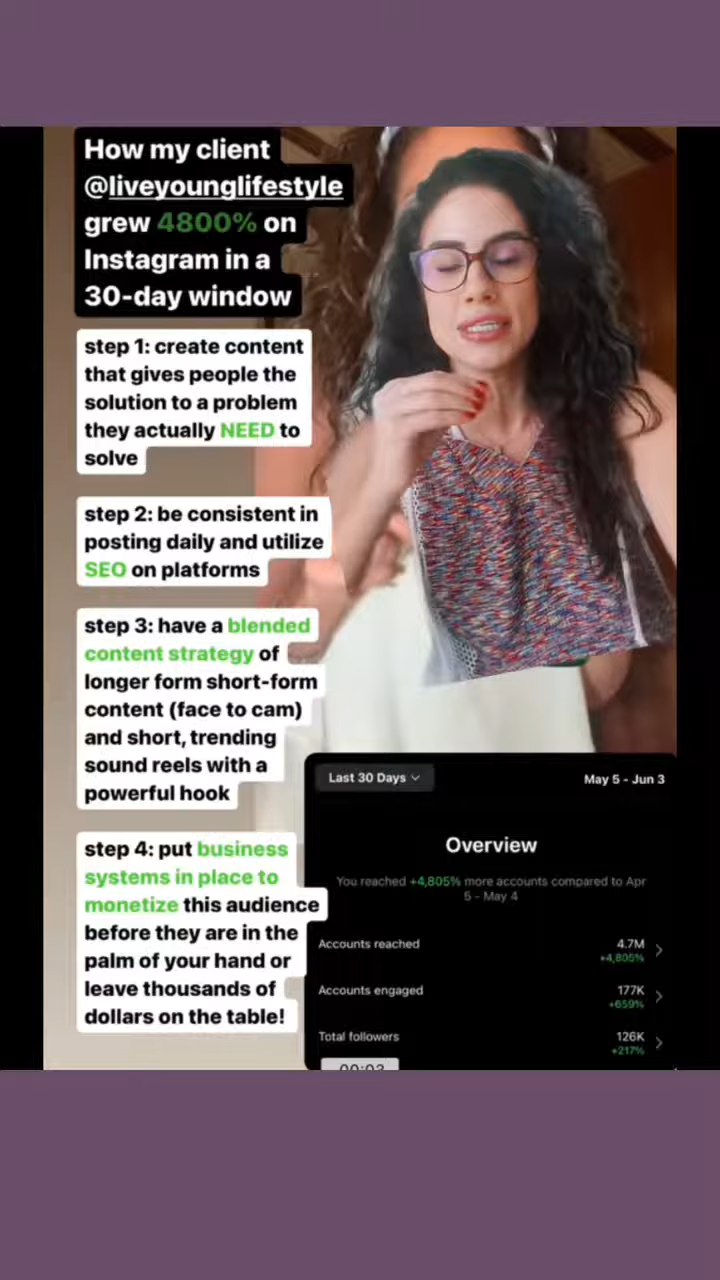 How my client
@liveyounglifestyle
grew 4800% on
Instagram in a
30-day window
step 1: create content
that gives people the
solution to a problem
they actually NEED to
solve
step 2: be consistent in
posting daily and utilize
SEO on platforms
step 3: have a blended
content strategy of
longer form short-form
content (face to cam)
and short, trending
sound reels with a
powerful hook
step 4: put business
systems in place to
monetize this audience
before they are in the
palm of your hand or
leave thousands of
dollars on the table!
Last 30 Days
May 5 - Jun 3
Overview
You reached +4,805% more accounts compared to Apr
5 - May 4
Accounts reached
4.7M
+4,805%
Accounts engaged
177K
+659%
Total followers
126K
+217%